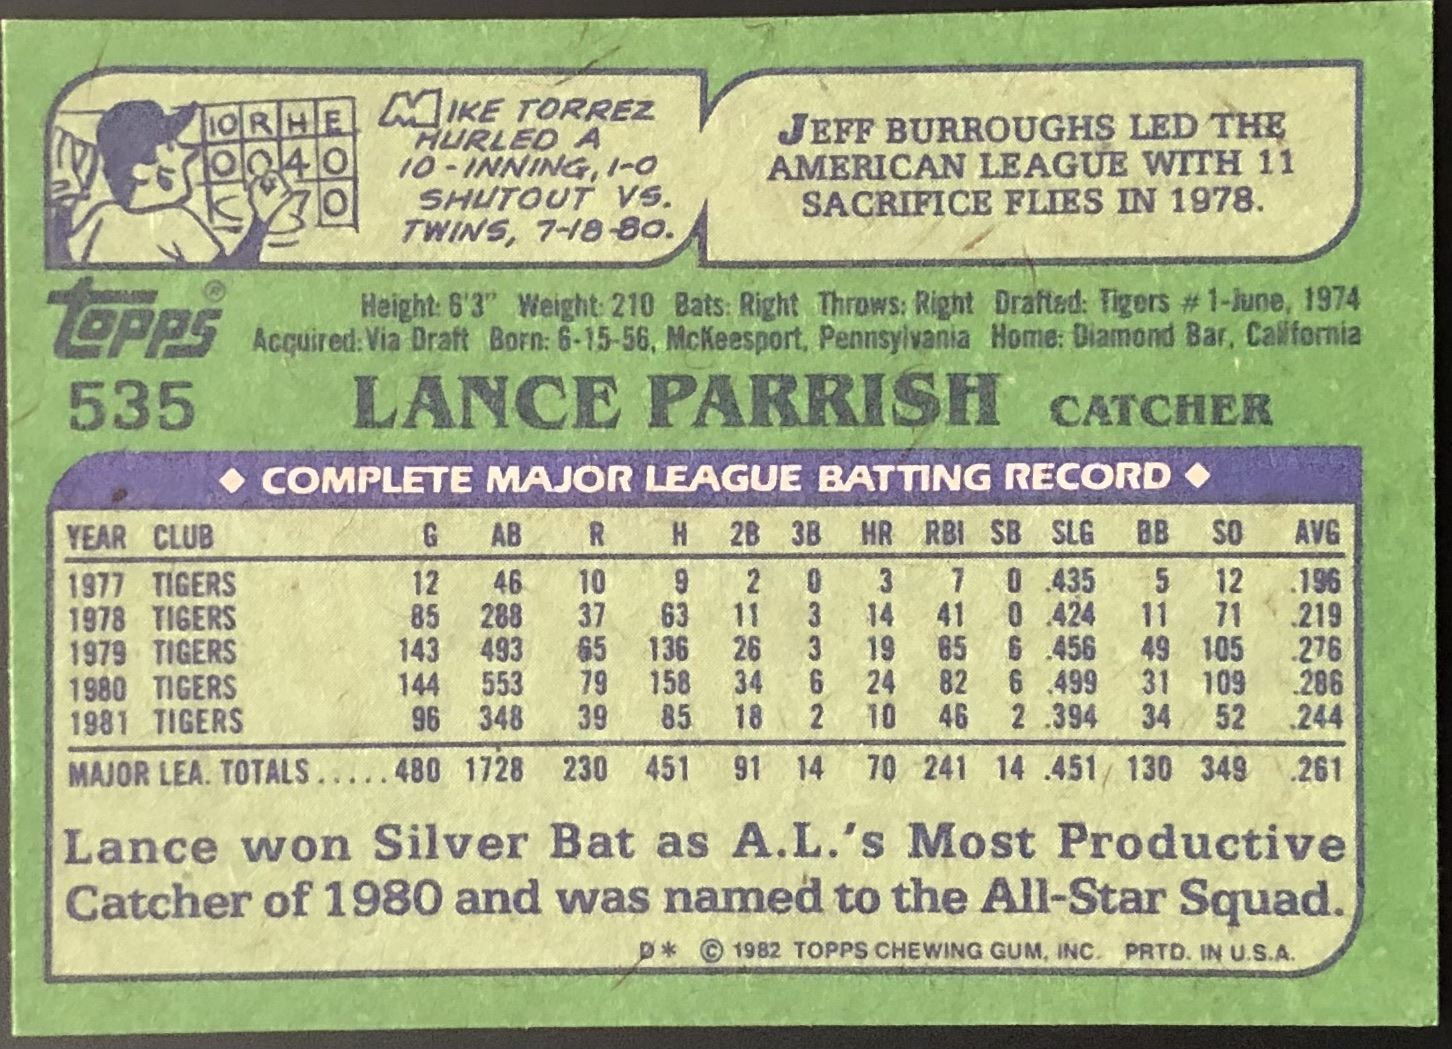 10 R H E
0 0 4 0
7 0
MIKE TORREZ
HURLED A
10-INNING, 1-0
SHUTOUT VS.
TWINS, 7-18-80.
JEFF BURROUGHS LED THE
AMERICAN LEAGUE WITH 11
SACRIFICE FLIES IN 1978.
topps®
Height: 6'3" Weight: 210 Bats: Right Throws: Right Drafted: Tigers #1-June, 1974
Acquired: Via Draft Born: 6-15-56, McKeesport, Pennsylvania Home: Diamond Bar, California
535 LANCE PARRISH CATCHER
◆ COMPLETE MAJOR LEAGUE BATTING RECORD ◆
YEAR CLUB G AB R H 2B 3B HR RBI SB SLG BB SO AVG
1977 TIGERS 12 46 10 9 2 0 3 7 0 .435 5 12 .196
1978 TIGERS 85 288 37 63 11 3 14 41 0 .424 11 71 .219
1979 TIGERS 143 493 65 136 26 3 19 65 6 .456 49 105 .276
1980 TIGERS 144 553 79 158 34 6 24 82 6 .499 31 109 .286
1981 TIGERS 96 348 39 85 18 2 10 46 2 .394 34 52 .244
MAJOR LEA. TOTALS.....480 1728 230 451 91 14 70 241 14 .451 130 349 .261
Lance won Silver Bat as A.L.'s Most Productive
Catcher of 1980 and was named to the All-Star Squad.
D* © 1982 TOPPS CHEWING GUM, INC. PRTD. IN U.S.A.